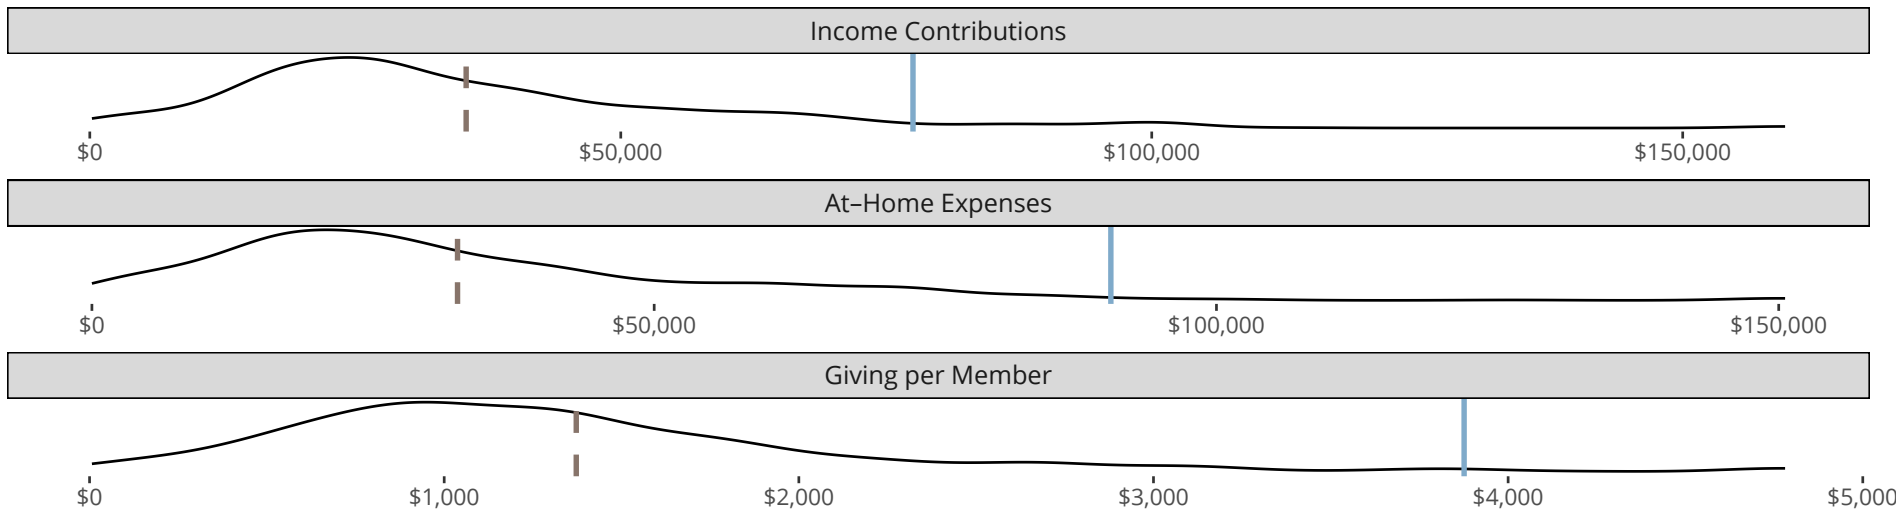 Income Contributions
$0 $50,000 $100,000 $150,000
At–Home Expenses
$0 $50,000 $100,000 $150,000
Giving per Member
$0 $1,000 $2,000 $3,000 $4,000 $5,000